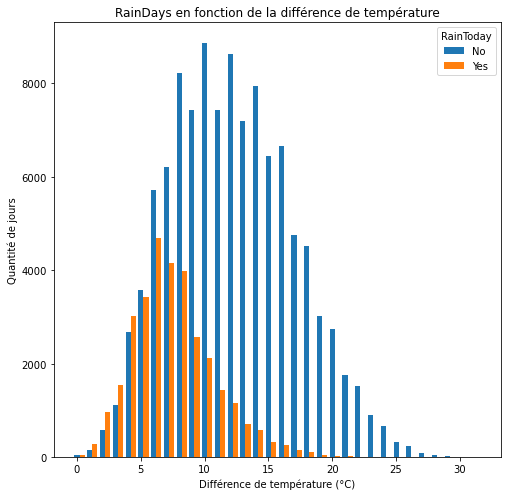 RainDays en fonction de la différence de température
RainToday
No
Yes
Quantité de jours
8000
6000
4000
2000
0
0 5 10 15 20 25 30
Différence de température (°C)